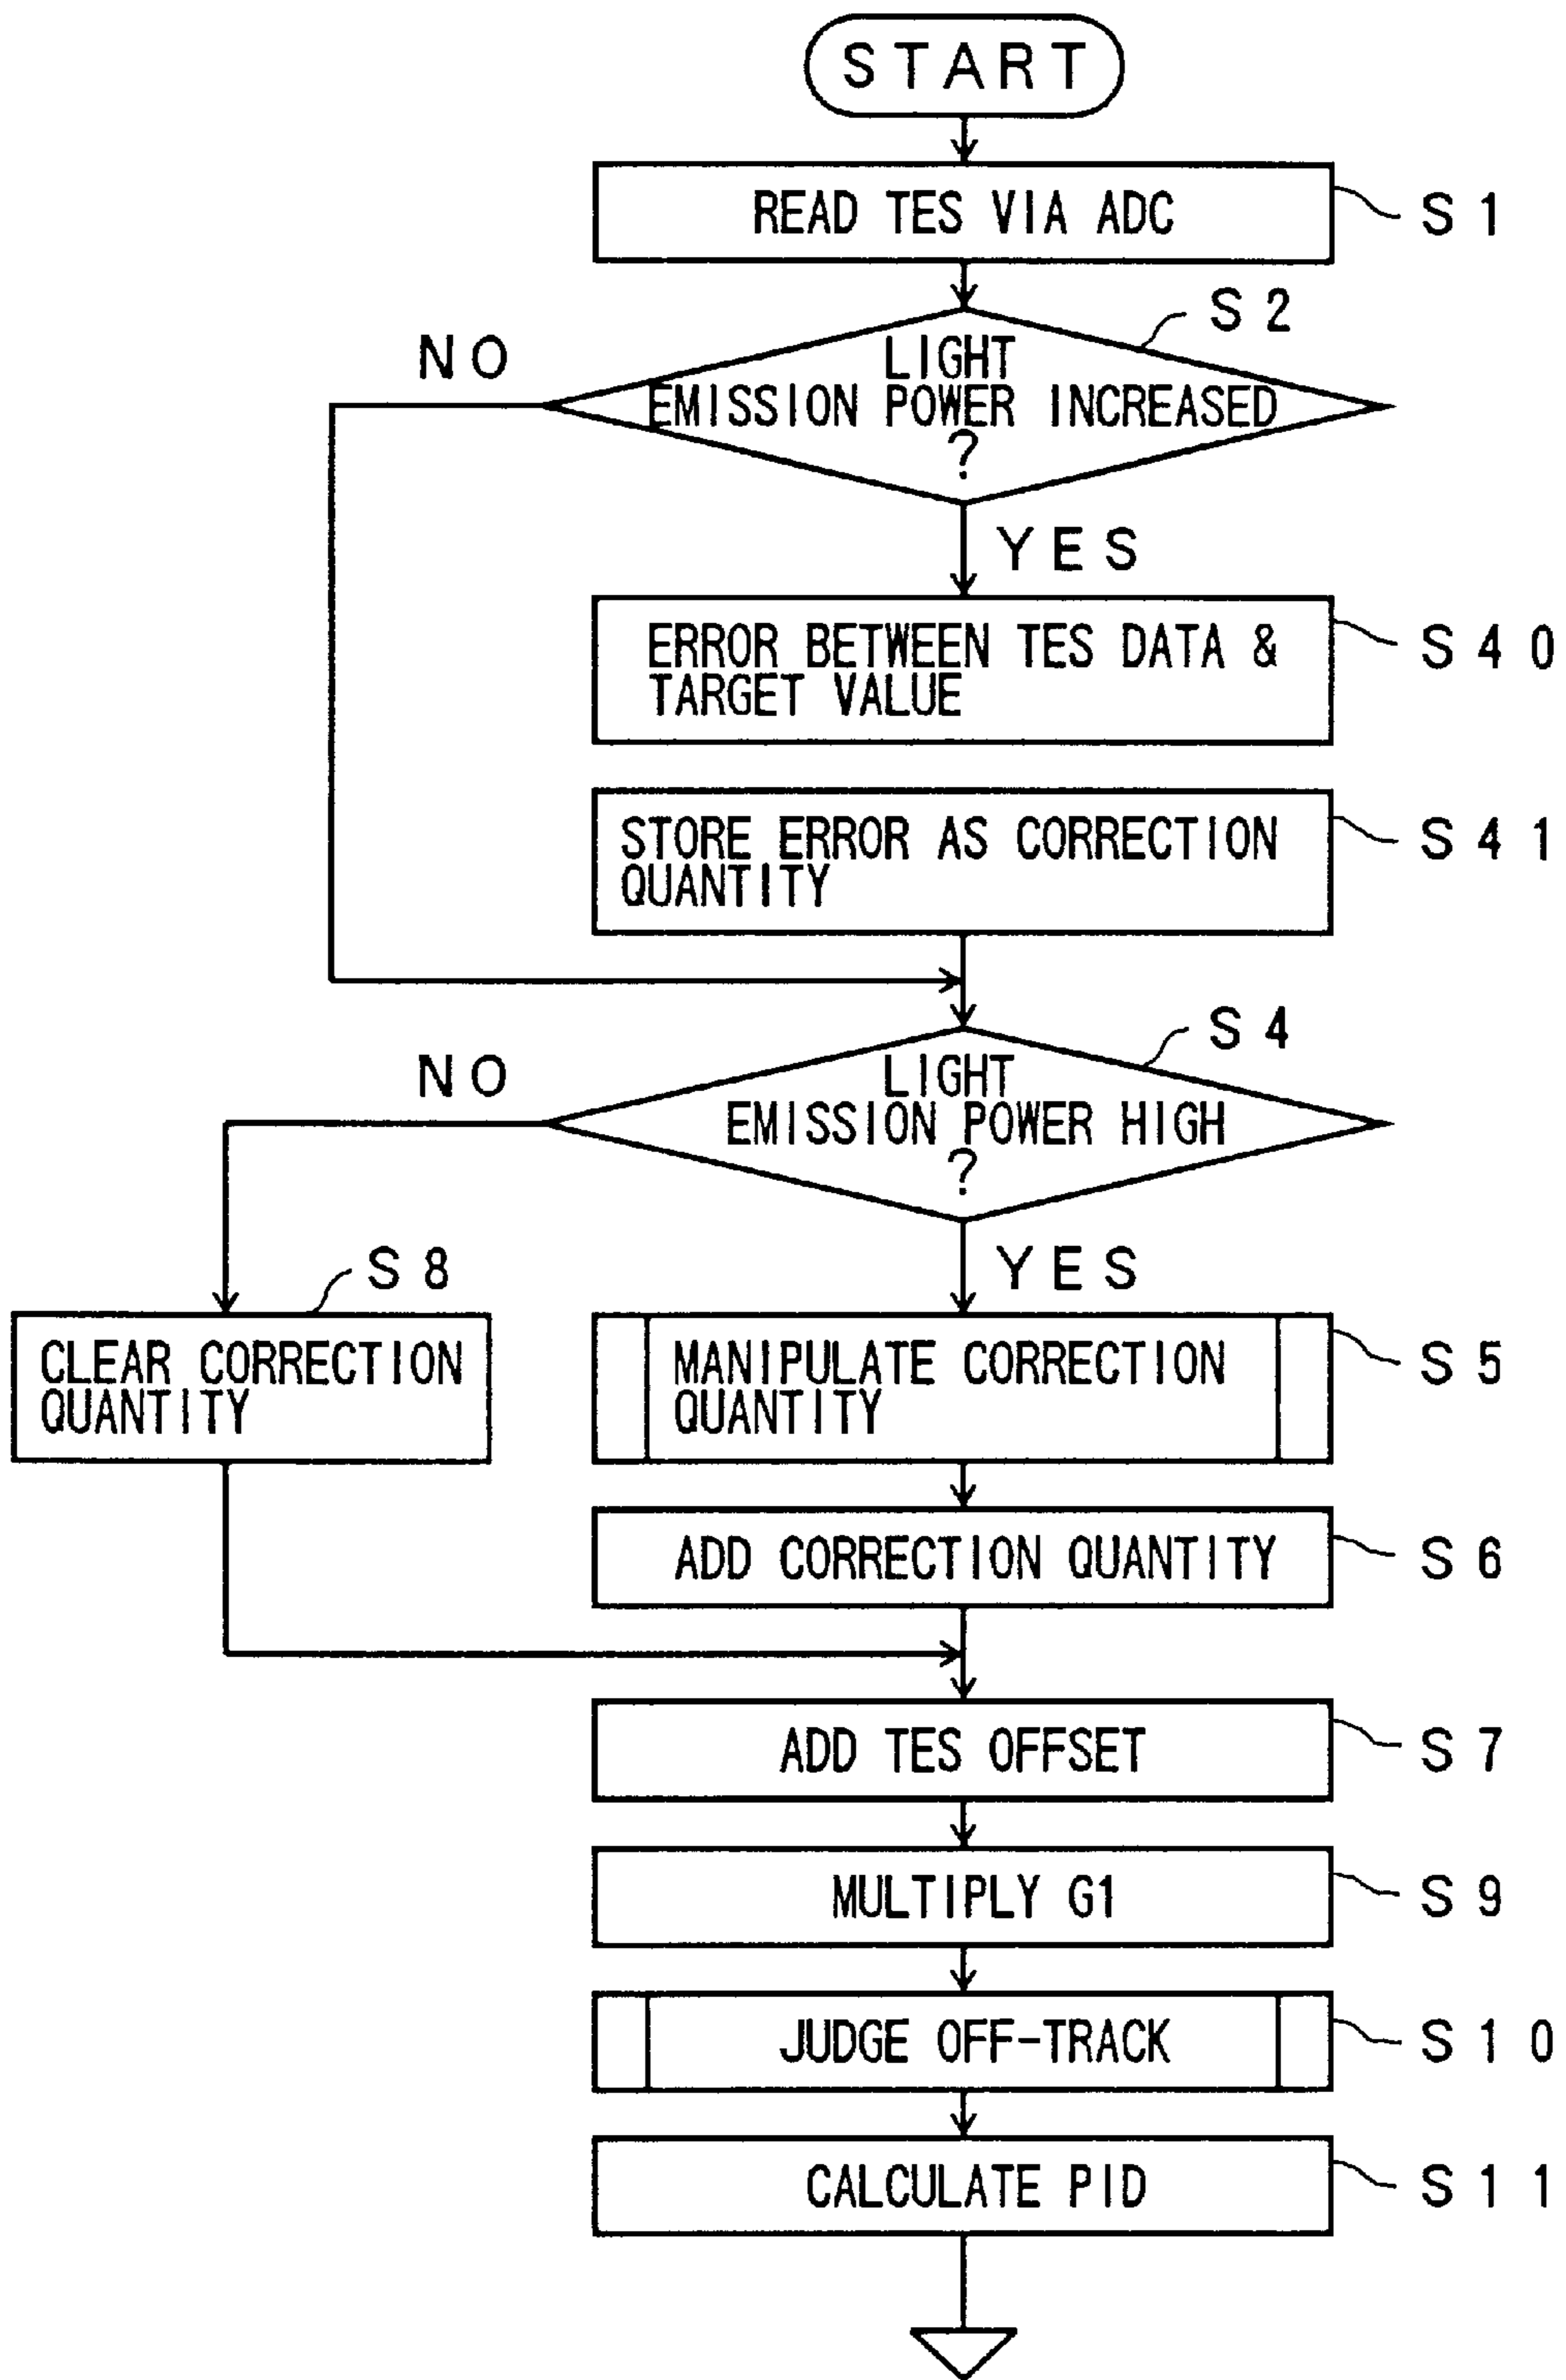 START
READ TES VIA ADC
S1
S2
NO
LIGHT
EMISSION POWER INCREASED
?
YES
ERROR BETWEEN TES DATA &
TARGET VALUE
S40
STORE ERROR AS CORRECTION
QUANTITY
S41
S4
NO
LIGHT
EMISSION POWER HIGH
?
YES
S8
CLEAR CORRECTION
QUANTITY
MANIPULATE CORRECTION
QUANTITY
S5
ADD CORRECTION QUANTITY
S6
ADD TES OFFSET
S7
MULTIPLY G1
S9
JUDGE OFF-TRACK
S10
CALCULATE PID
S11